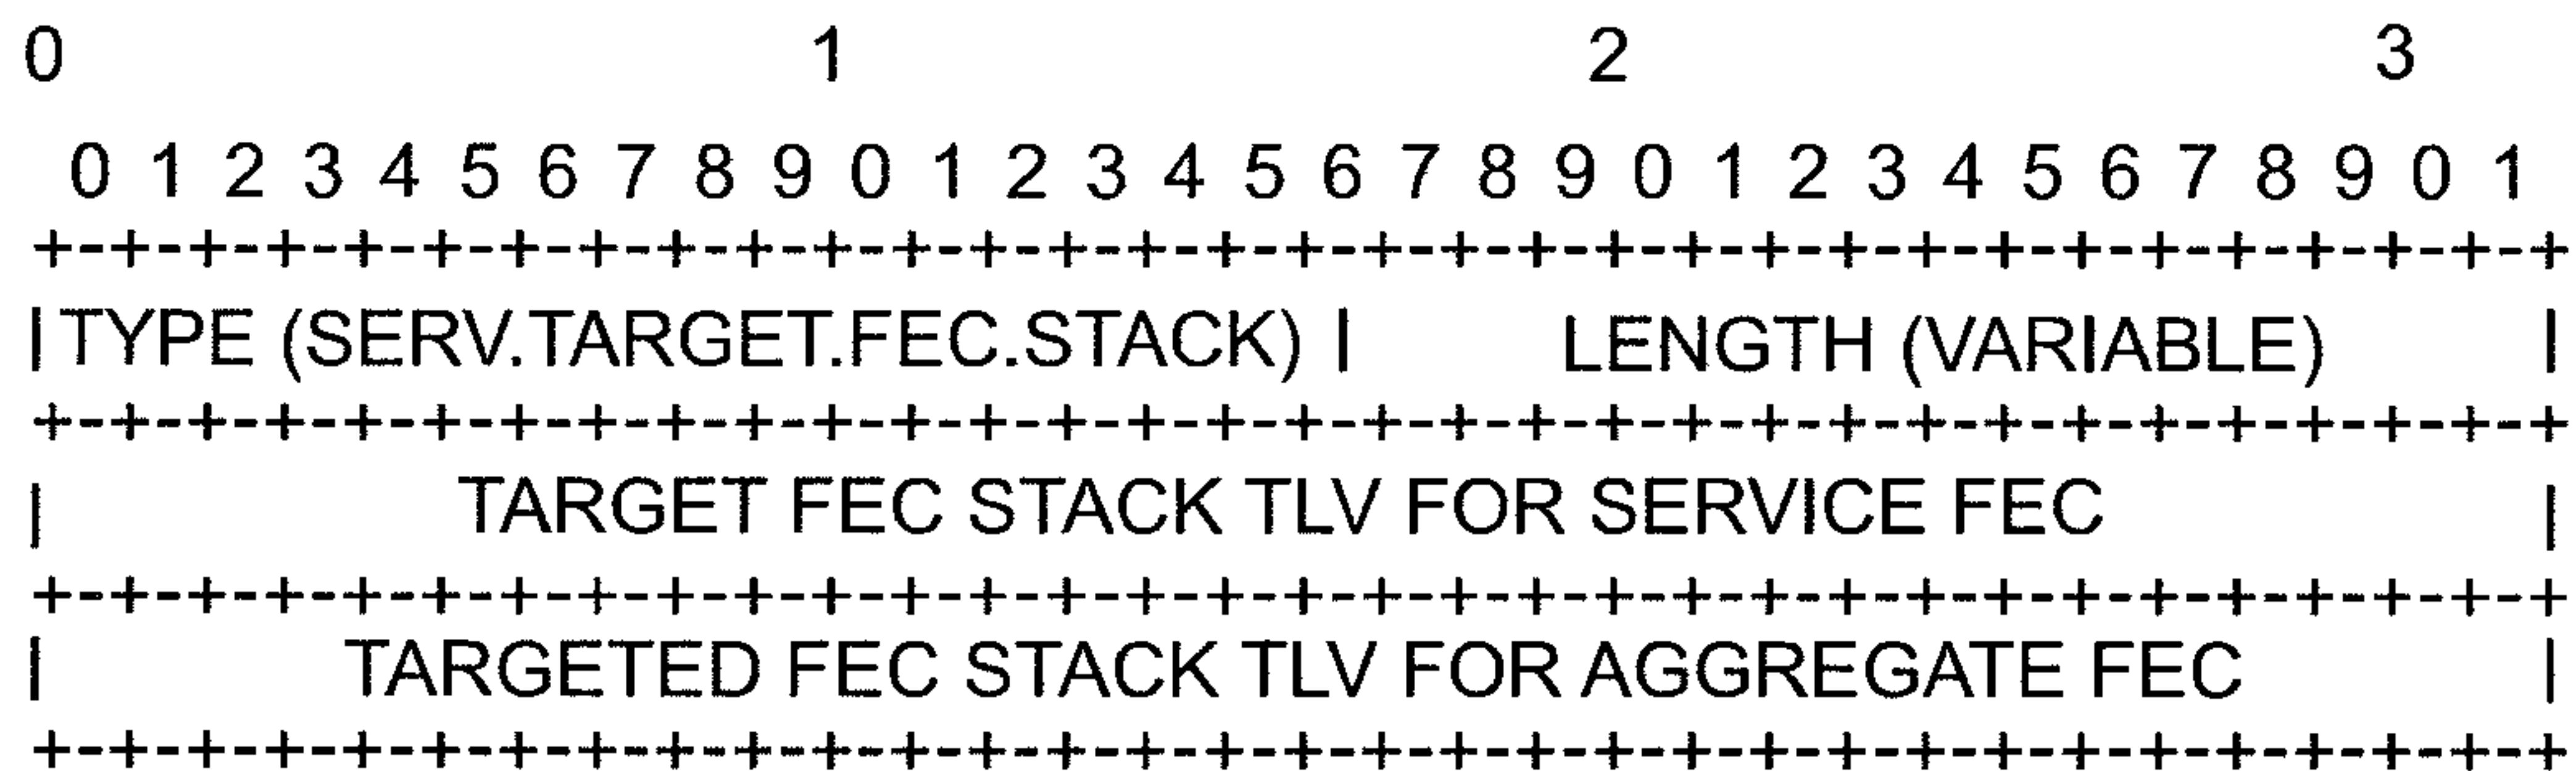 0 1 2 3
0 1 2 3 4 5 6 7 8 9 0 1 2 3 4 5 6 7 8 9 0 1 2 3 4 5 6 7 8 9 0 1
+-+-+-+-+-+-+-+-+-+-+-+-+-+-+-+-+-+-+-+-+-+-+-+-+-+-+-+-+-+-+-+-+
|TYPE (SERV.TARGET.FEC.STACK) | LENGTH (VARIABLE) |
+-+-+-+-+-+-+-+-+-+-+-+-+-+-+-+-+-+-+-+-+-+-+-+-+-+-+-+-+-+-+-+-+
| TARGET FEC STACK TLV FOR SERVICE FEC |
+-+-+-+-+-+-+-+-+-+-+-+-+-+-+-+-+-+-+-+-+-+-+-+-+-+-+-+-+-+-+-+-+
| TARGETED FEC STACK TLV FOR AGGREGATE FEC |
+-+-+-+-+-+-+-+-+-+-+-+-+-+-+-+-+-+-+-+-+-+-+-+-+-+-+-+-+-+-+-+-+